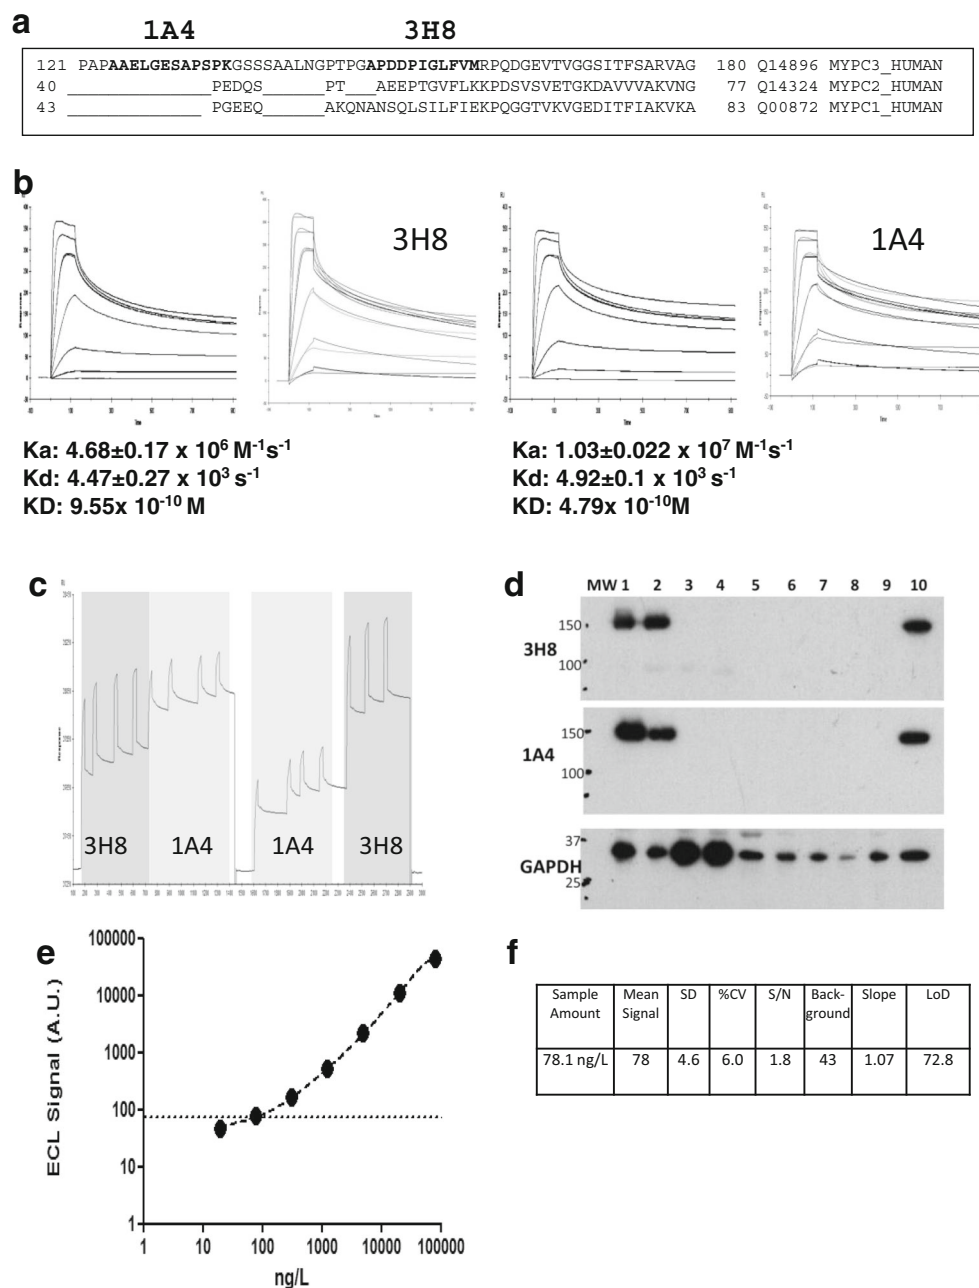 a
1A4 3H8
121 PAPAAELGESAPSPKGSSSAALNGPTPGAPDDPIGLFVMRPQDGEVTVGGSITFSARVAG 180 Q14896 MYPC3_HUMAN
40 _____________PEDQS______PT___AEEPTGVFLKKPDSVSVETGKDAVVVAKVNG 77 Q14324 MYPC2_HUMAN
43 _____________PGEEQ______AKQNANSQLSILFIEKPQGGTVKVGEDITFIAKVKA 83 Q00872 MYPC1_HUMAN
b
3H8
1A4
Ka: 4.68±0.17 x 10⁶ M⁻¹s⁻¹
Kd: 4.47±0.27 x 10³ s⁻¹
KD: 9.55x 10⁻¹⁰ M
Ka: 1.03±0.022 x 10⁷ M⁻¹s⁻¹
Kd: 4.92±0.1 x 10³ s⁻¹
KD: 4.79x 10⁻¹⁰M
c
3H8 1A4 1A4 3H8
d
MW 1 2 3 4 5 6 7 8 9 10
150
3H8
100
150
1A4
100
37
GAPDH
25
e
ECL Signal (A.U.)
100000
10000
1000
100
10
1
1 10 100 1000 10000 100000
ng/L
f
Sample Amount Mean Signal SD %CV S/N Back-ground Slope LoD
78.1 ng/L 78 4.6 6.0 1.8 43 1.07 72.8